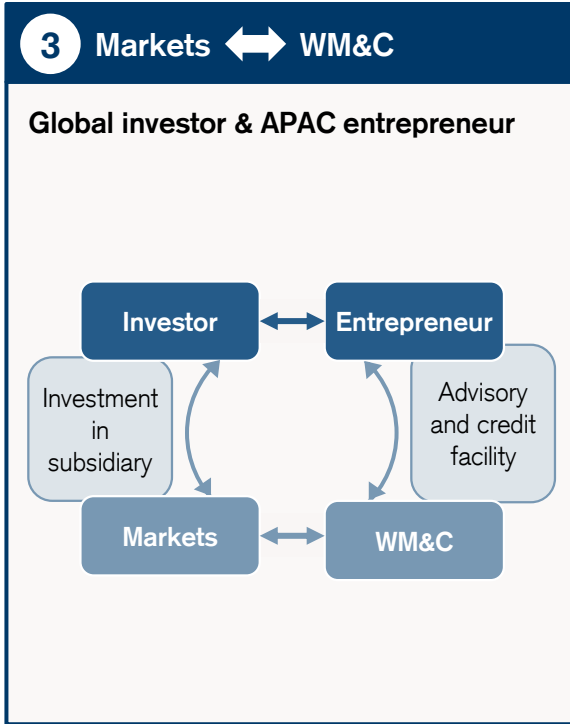 3 Markets WM&C
Global investor & APAC entrepreneur
Investor Entrepreneur
Investment
in
subsidiary
Advisory
and credit
facility
Markets WM&C